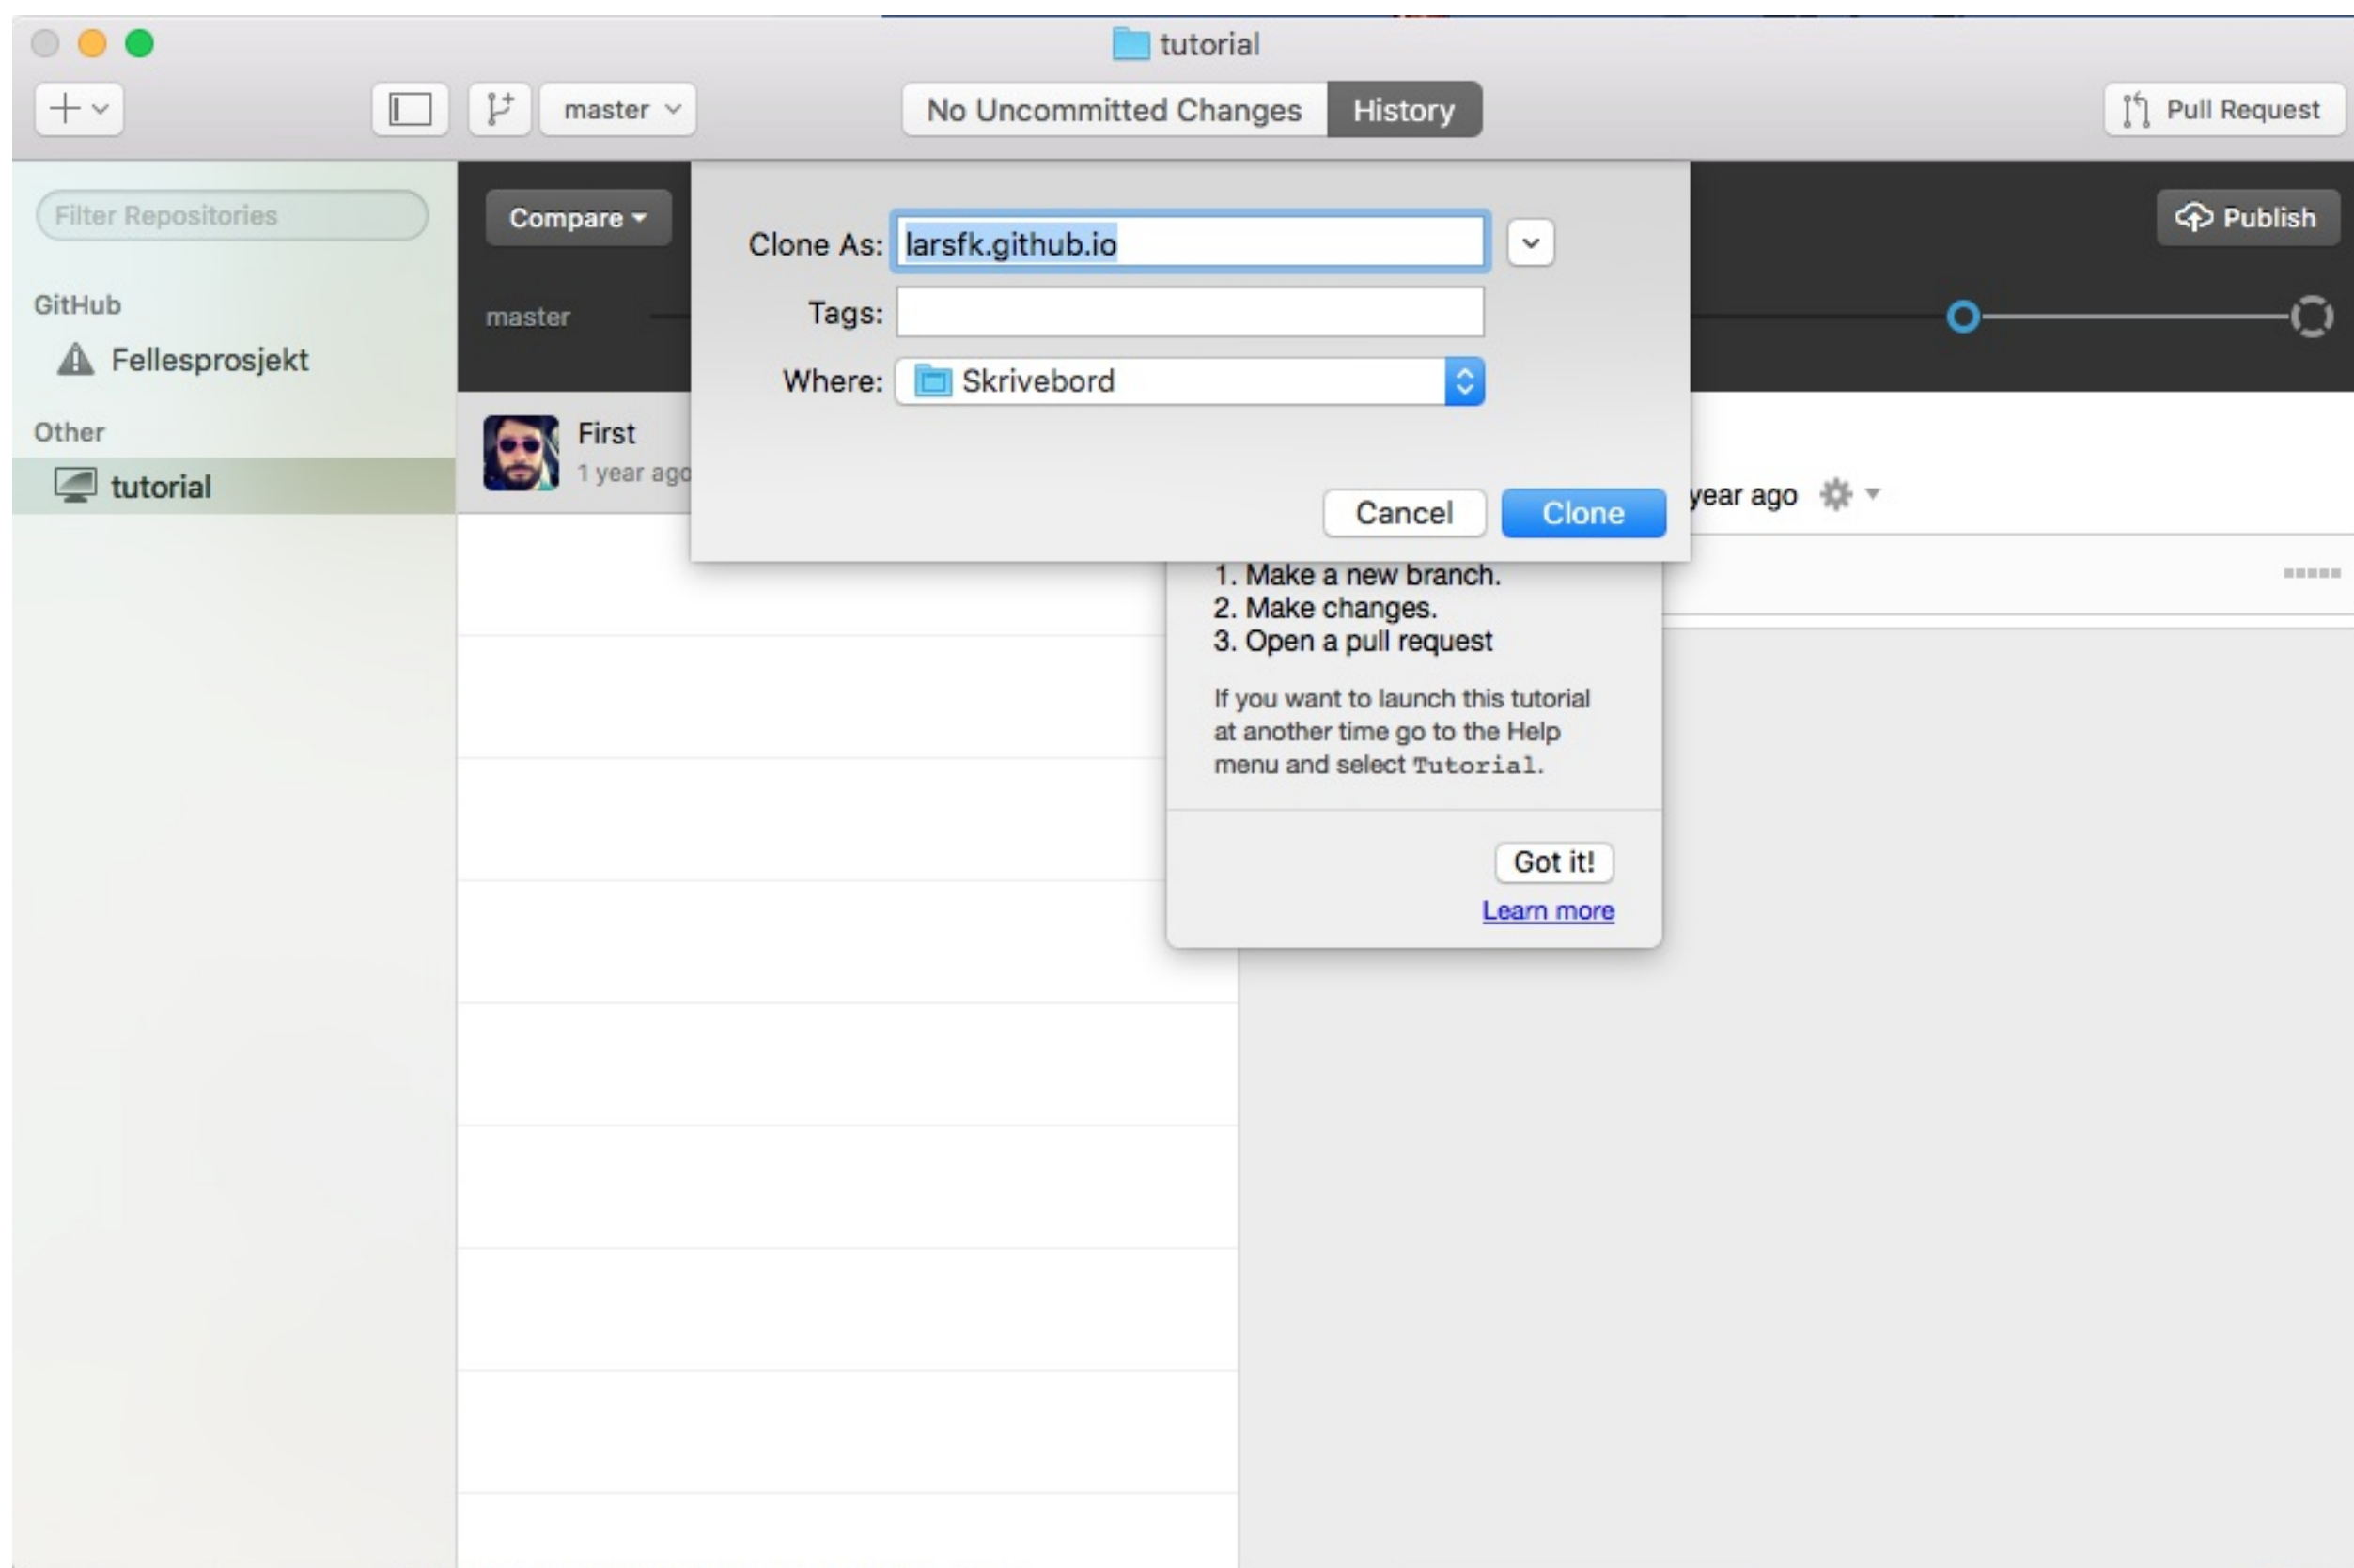 tutorial
master
No Uncommitted Changes
History
Pull Request
Filter Repositories
GitHub
Fellesprosjekt
Other
tutorial
Compare
Publish
master
Clone As: larsfk.github.io
Tags:
Where: Skrivebord
Cancel
Clone
First
1 year ago
year ago
1. Make a new branch.
2. Make changes.
3. Open a pull request
If you want to launch this tutorial
at another time go to the Help
menu and select Tutorial.
Got it!
Learn more